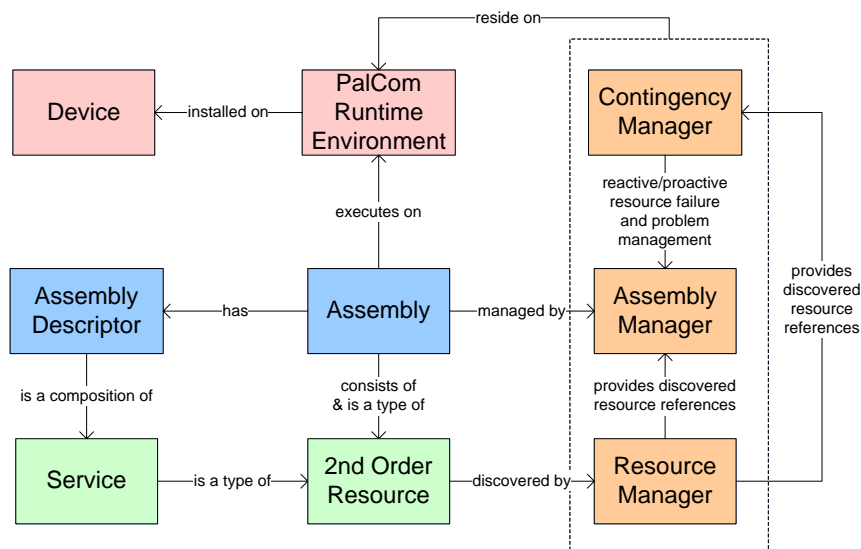 reside on
Device
installed on
PalCom
Runtime
Environment
Contingency
Manager
executes on
reactive/proactive
resource failure
and problem
management
provides
discovered
resource
references
Assembly
Descriptor
has
Assembly
managed by
Assembly
Manager
is a composition of
consists of
& is a type of
provides discovered
resource references
Service
is a type of
2nd Order
Resource
discovered by
Resource
Manager